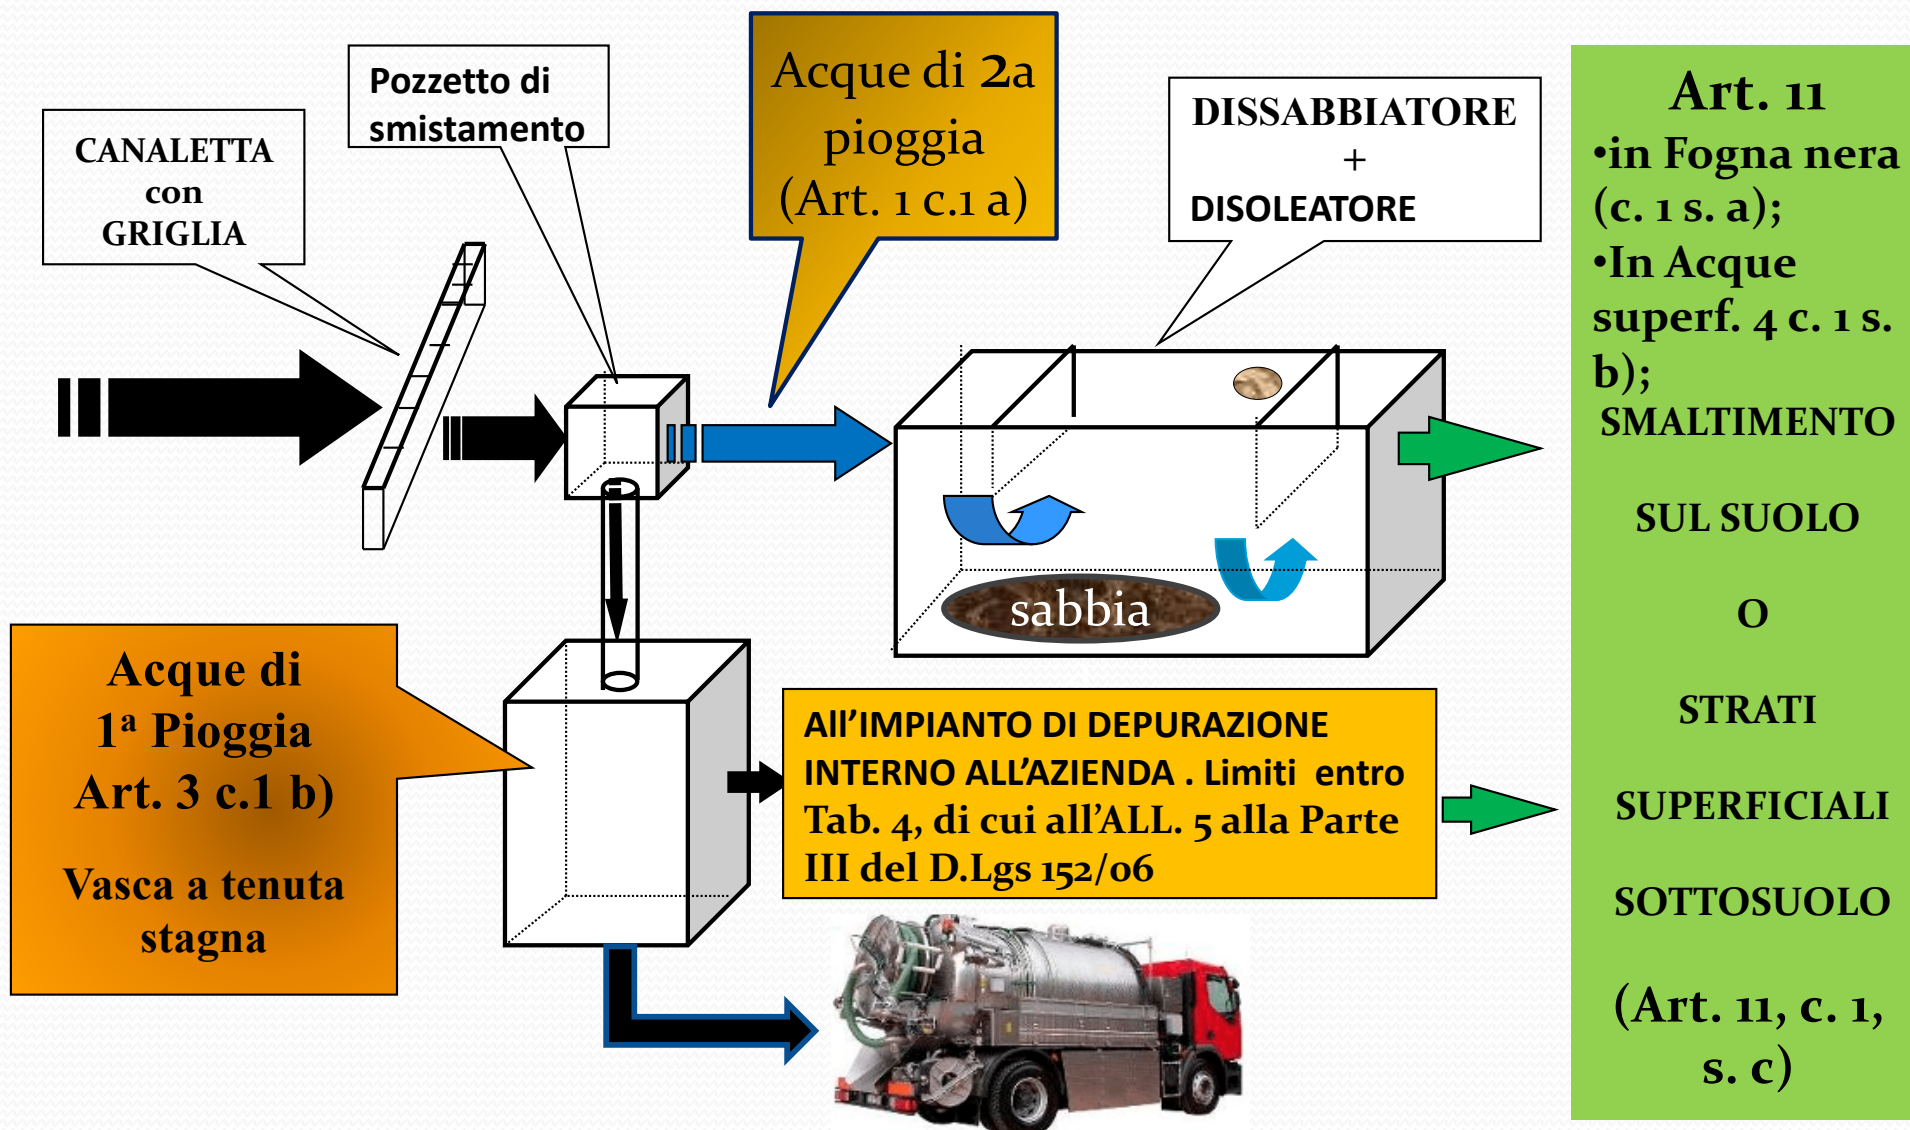 CANALETTA
con
GRIGLIA
Pozzetto di
smistamento
Acque di 2a
pioggia
(Art. 1 c.1 a)
DISSABBIATORE
+
DISOLEATORE
sabbia
Acque di
1ª Pioggia
Art. 3 c.1 b)
Vasca a tenuta
stagna
All'IMPIANTO DI DEPURAZIONE
INTERNO ALL'AZIENDA . Limiti entro
Tab. 4, di cui all'ALL. 5 alla Parte
III del D.Lgs 152/06
Art. 11
•in Fogna nera
(c. 1 s. a);
•In Acque
superf. 4 c. 1 s.
b);
SMALTIMENTO
SUL SUOLO
O
STRATI
SUPERFICIALI
SOTTOSUOLO
(Art. 11, c. 1,
s. c)